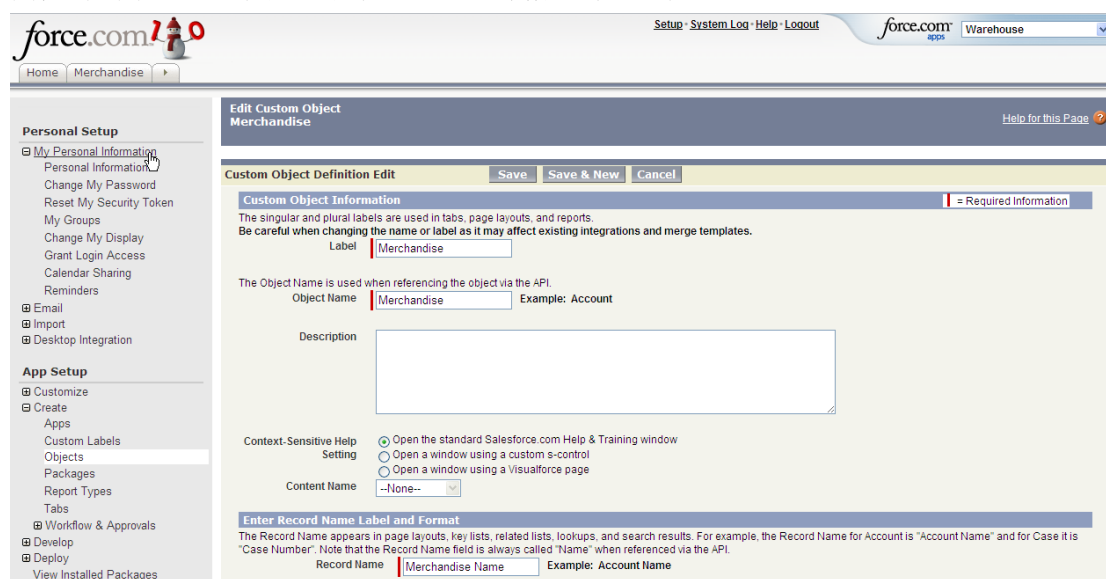 force.com
Setup · System Log · Help · Logout
force.com
apps
Warehouse
Home
Merchandise
Personal Setup
My Personal Information
Personal Information
Change My Password
Reset My Security Token
My Groups
Change My Display
Grant Login Access
Calendar Sharing
Reminders
Email
Import
Desktop Integration
App Setup
Customize
Create
Apps
Custom Labels
Objects
Packages
Report Types
Tabs
Workflow & Approvals
Develop
Deploy
View Installed Packages
Edit Custom Object
Merchandise
Help for this Page
Custom Object Definition Edit
Save
Save & New
Cancel
Custom Object Information
= Required Information
The singular and plural labels are used in tabs, page layouts, and reports.
Be careful when changing the name or label as it may affect existing integrations and merge templates.
Label
Merchandise
The Object Name is used when referencing the object via the API.
Object Name
Merchandise
Example: Account
Description
Context-Sensitive Help
Setting
Open the standard Salesforce.com Help & Training window
Open a window using a custom s-control
Open a window using a Visualforce page
Content Name
--None--
Enter Record Name Label and Format
The Record Name appears in page layouts, key lists, related lists, lookups, and search results. For example, the Record Name for Account is "Account Name" and for Case it is
"Case Number". Note that the Record Name field is always called "Name" when referenced via the API.
Record Name
Merchandise Name
Example: Account Name